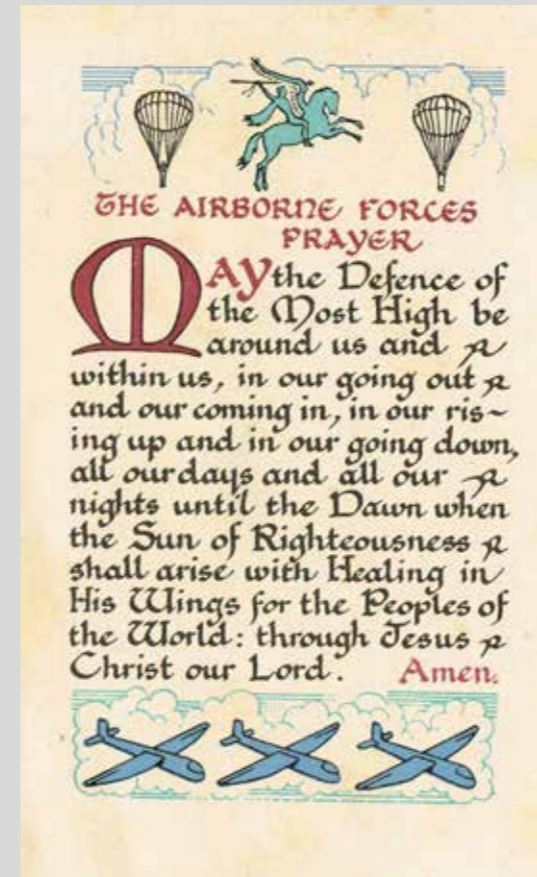 THE AIRBORNE FORCES
PRAYER
May the Defence of
the Most High be
around us and
within us, in our going out
and our coming in, in our ris~
ing up and in our going down,
all our days and all our
nights until the Dawn when
the Sun of Righteousness
shall arise with Healing in
His Wings for the Peoples of
the World: through Jesus
Christ our Lord. Amen.